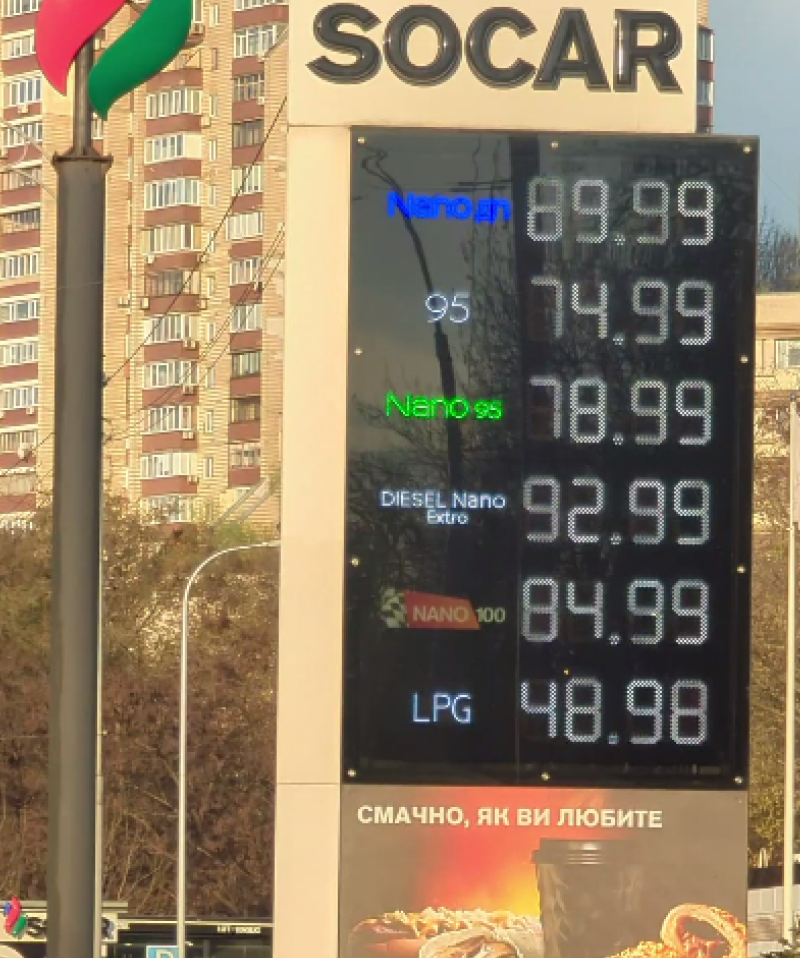 SOCAR
Nano дп 89.99
95 74.99
Nano 95 78.99
DIESEL Nano 92.99
Extro
NANO 100 84.99
LPG 48.98
СМАЧНО, ЯК ВИ ЛЮБИТЕ